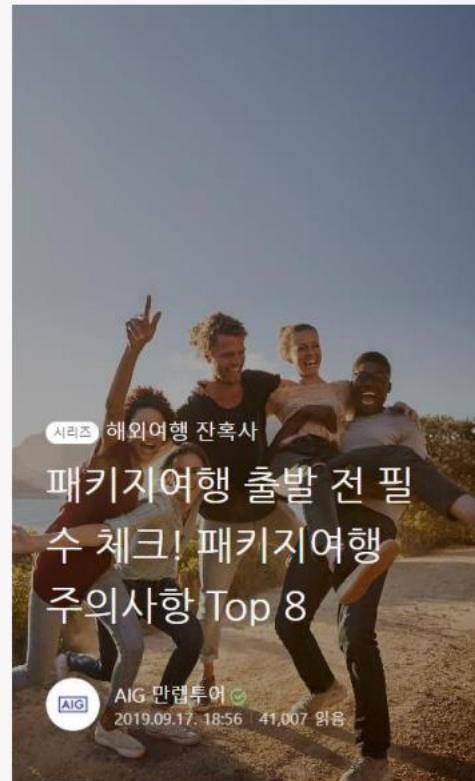 시리즈 해외여행 잔혹사
패키지여행 출발 전 필
수 체크! 패키지여행
주의사항 Top 8
AIG AIG 만렙투어
2019.09.17. 18:56 41,007 읽음